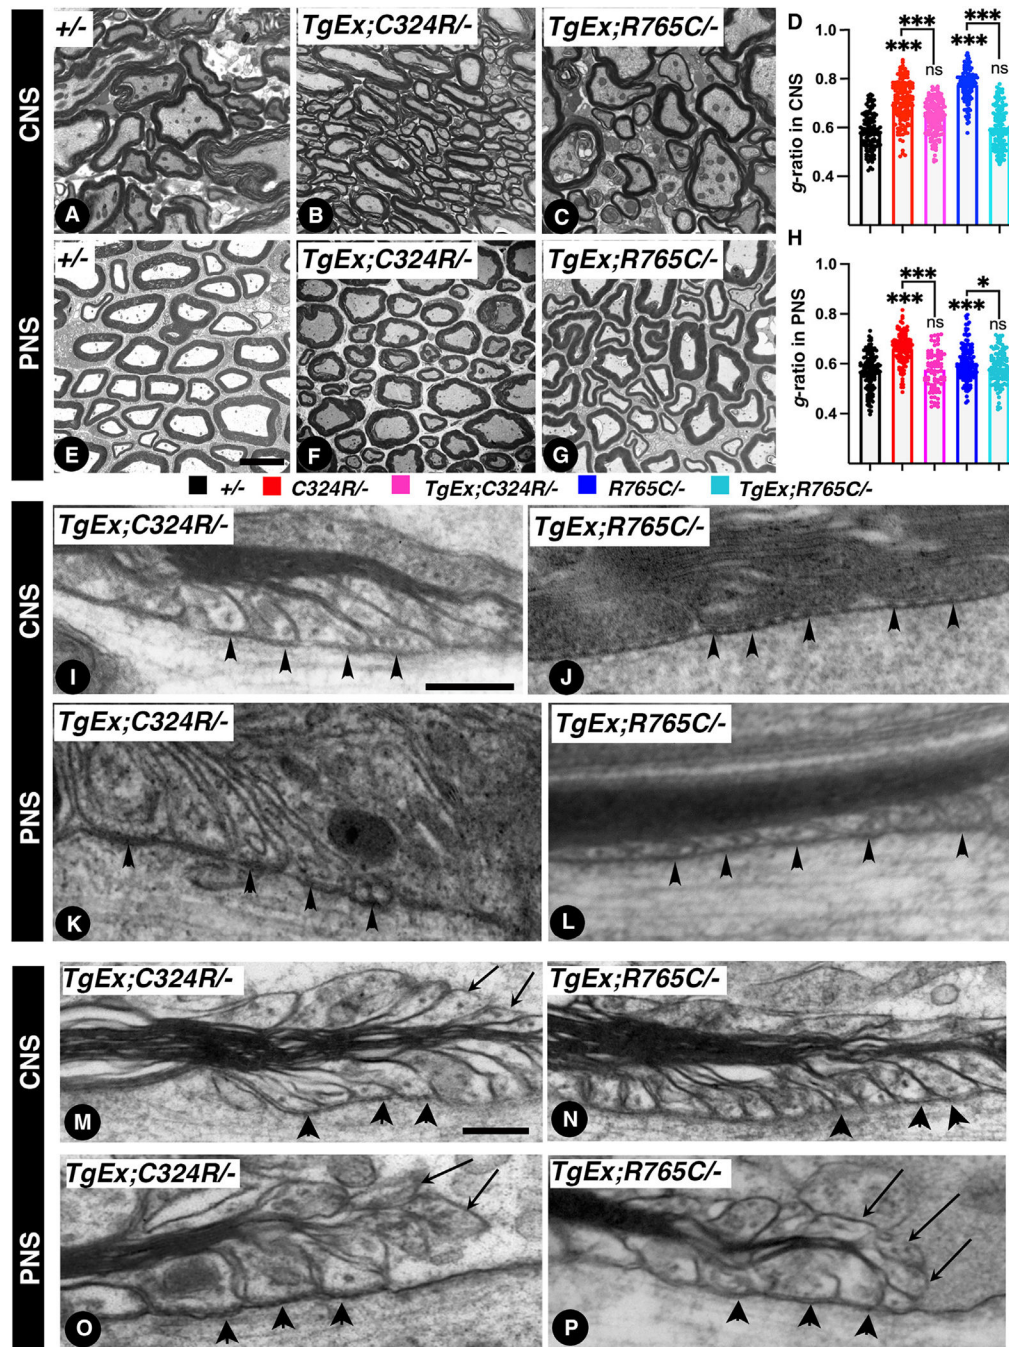 CNS
+/-
A
TgEx;C324R/-
B
TgEx;R765C/-
C
D
g-ratio in CNS
1.0
0.8
0.6
0.4
***
***
ns
***
***
ns
PNS
+/-
E
TgEx;C324R/-
F
TgEx;R765C/-
G
H
g-ratio in PNS
1.0
0.8
0.6
0.4
***
***
ns
*
***
ns
+/- C324R/- TgEx;C324R/- R765C/- TgEx;R765C/-
CNS
TgEx;C324R/-
I
TgEx;R765C/-
J
PNS
TgEx;C324R/-
K
TgEx;R765C/-
L
CNS
TgEx;C324R/-
M
TgEx;R765C/-
N
PNS
TgEx;C324R/-
O
TgEx;R765C/-
P